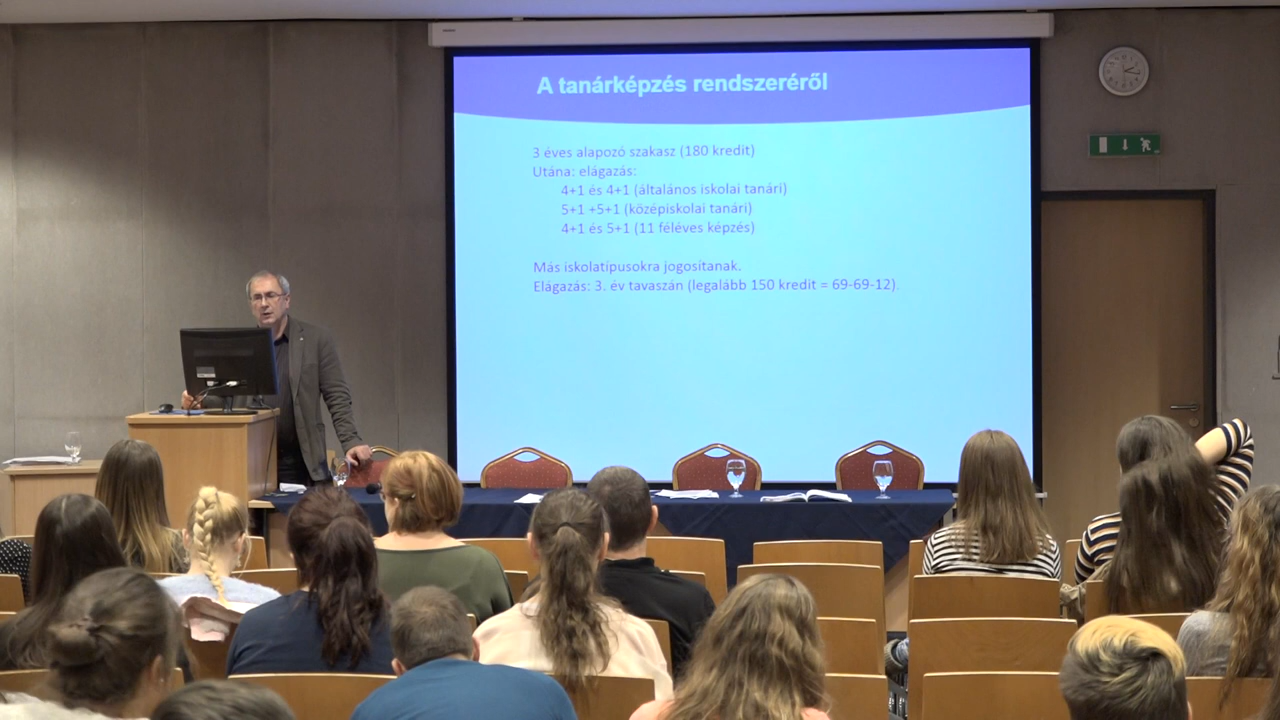 A tanárképzés rendszeréről
3 éves alapozó szakasz (180 kredit)
Utána: elágazás:
4+1 és 4+1 (általános iskolai tanári)
5+1 +5+1 (középiskolai tanári)
4+1 és 5+1 (11 féléves képzés)
Más iskolatípusokra jogosítanak.
Elágazás: 3. év tavaszán (legalább 150 kredit = 69-69-12).